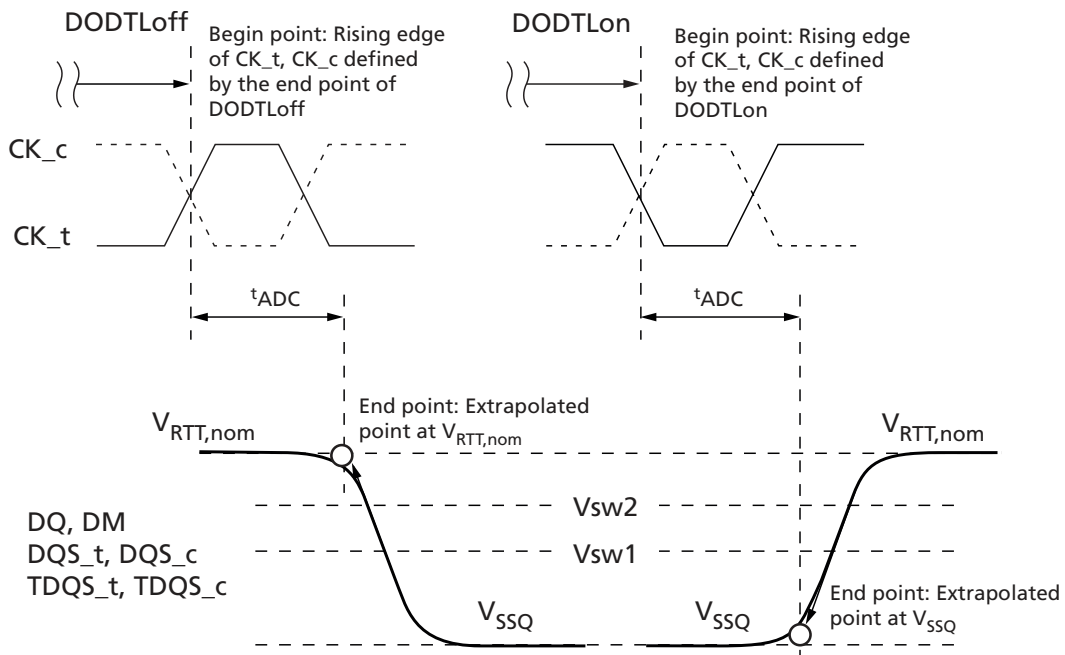 DODTLoff
Begin point: Rising edge
of CK_t, CK_c defined
by the end point of
DODTLoff
DODTLon
Begin point: Rising edge
of CK_t, CK_c defined
by the end point of
DODTLon
CK_c
CK_t
tADC
tADC
VRTT,nom
End point: Extrapolated
point at VRTT,nom
VRTT,nom
Vsw2
Vsw1
DQ, DM
DQS_t, DQS_c
TDQS_t, TDQS_c
VSSQ
VSSQ
End point: Extrapolated
point at VSSQ